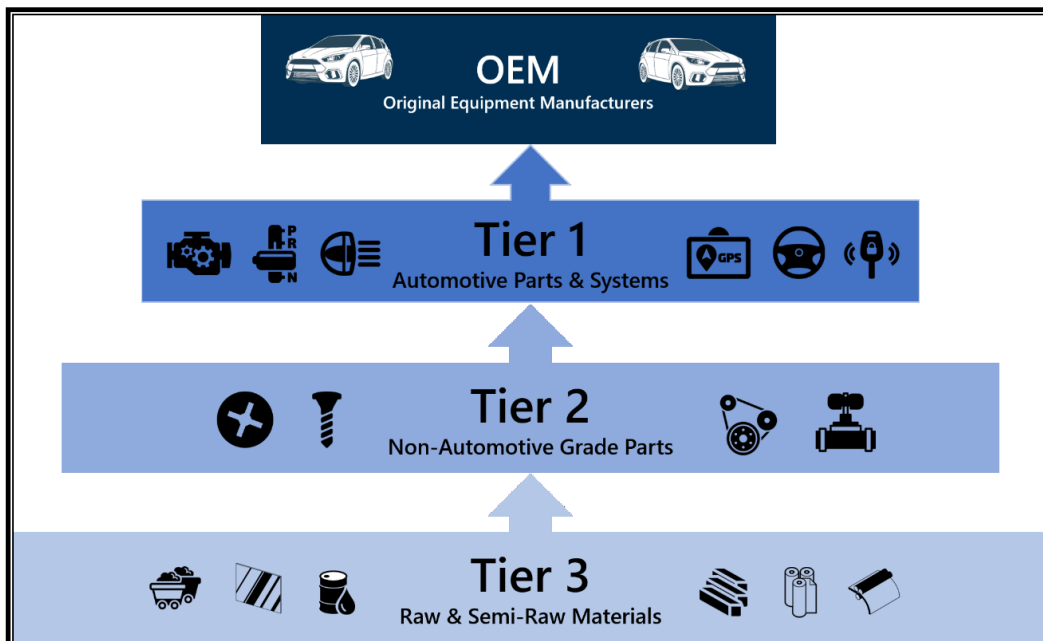 OEM
Original Equipment Manufacturers
Tier 1
Automotive Parts & Systems
P
R
N
GPS
Tier 2
Non-Automotive Grade Parts
Tier 3
Raw & Semi-Raw Materials